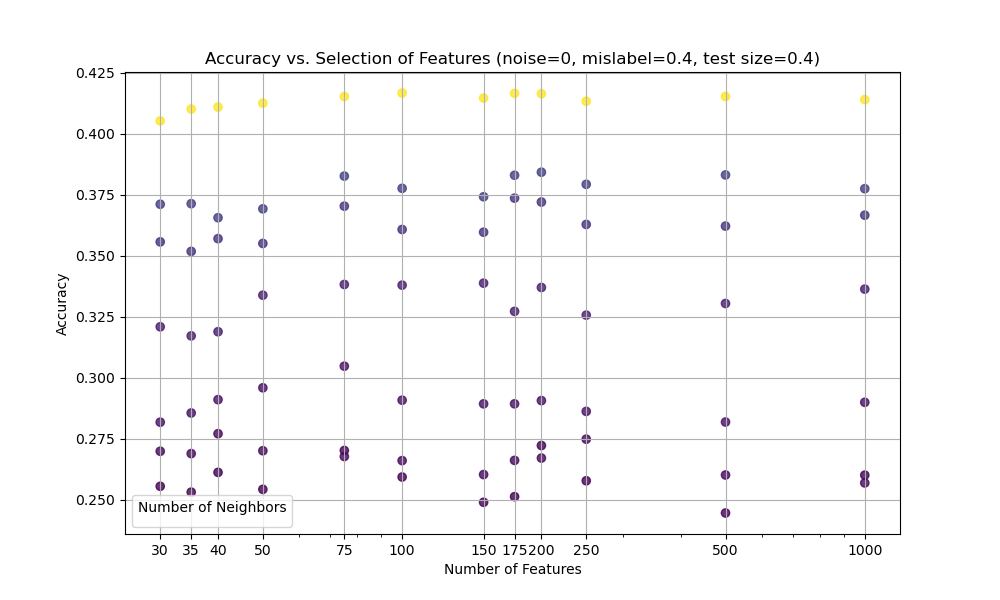 Accuracy vs. Selection of Features (noise=0, mislabel=0.4, test size=0.4)
0.425
0.400
0.375
0.350
0.325
0.300
0.275
0.250
Accuracy
Number of Neighbors
30 35 40 50 75 100 150 175 200 250 500 1000
Number of Features